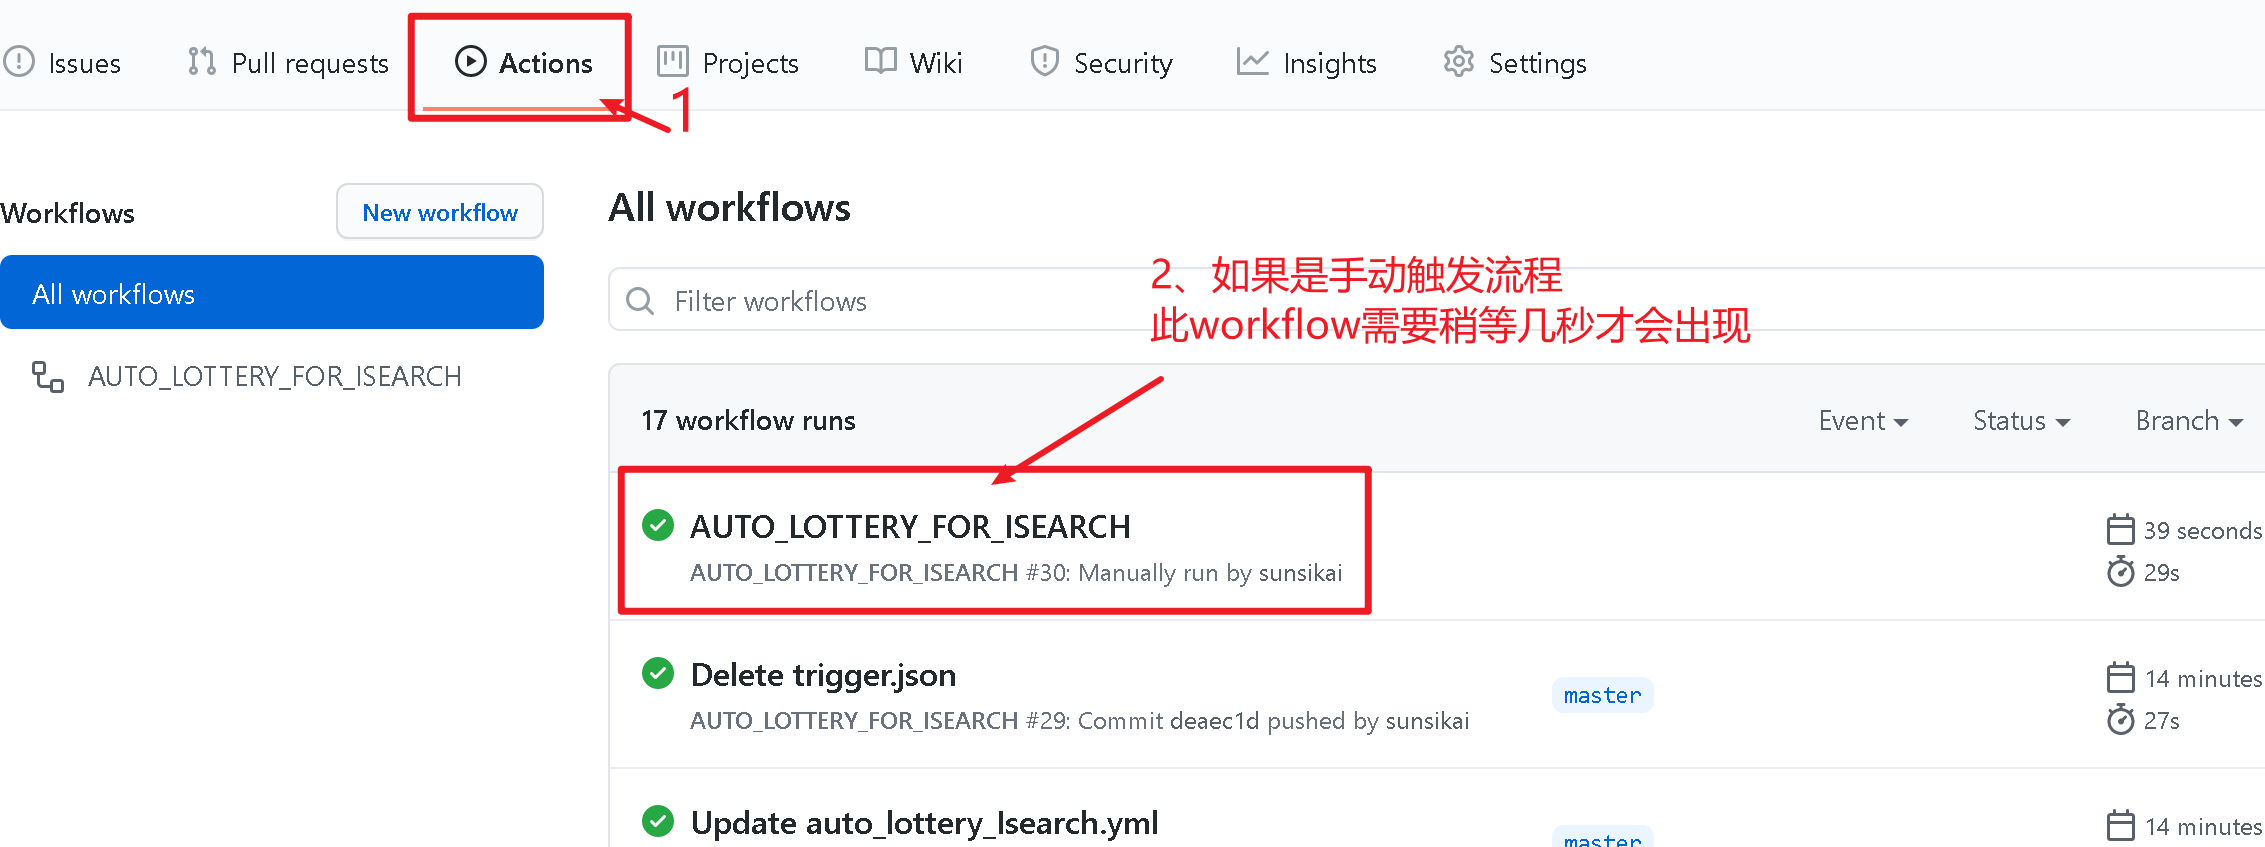 Issues
Pull requests
Actions
Projects
Wiki
Security
Insights
Settings
1
Workflows
New workflow
All workflows
AUTO_LOTTERY_FOR_ISEARCH
All workflows
2、如果是手动触发流程
此workflow需要稍等几秒才会出现
Filter workflows
17 workflow runs
Event
Status
Branch
AUTO_LOTTERY_FOR_ISEARCH
AUTO_LOTTERY_FOR_ISEARCH #30: Manually run by sunsikai
39 seconds
29s
Delete trigger.json
AUTO_LOTTERY_FOR_ISEARCH #29: Commit deaec1d pushed by sunsikai
master
14 minutes
27s
Update auto_lottery_Isearch.yml
master
14 minutes